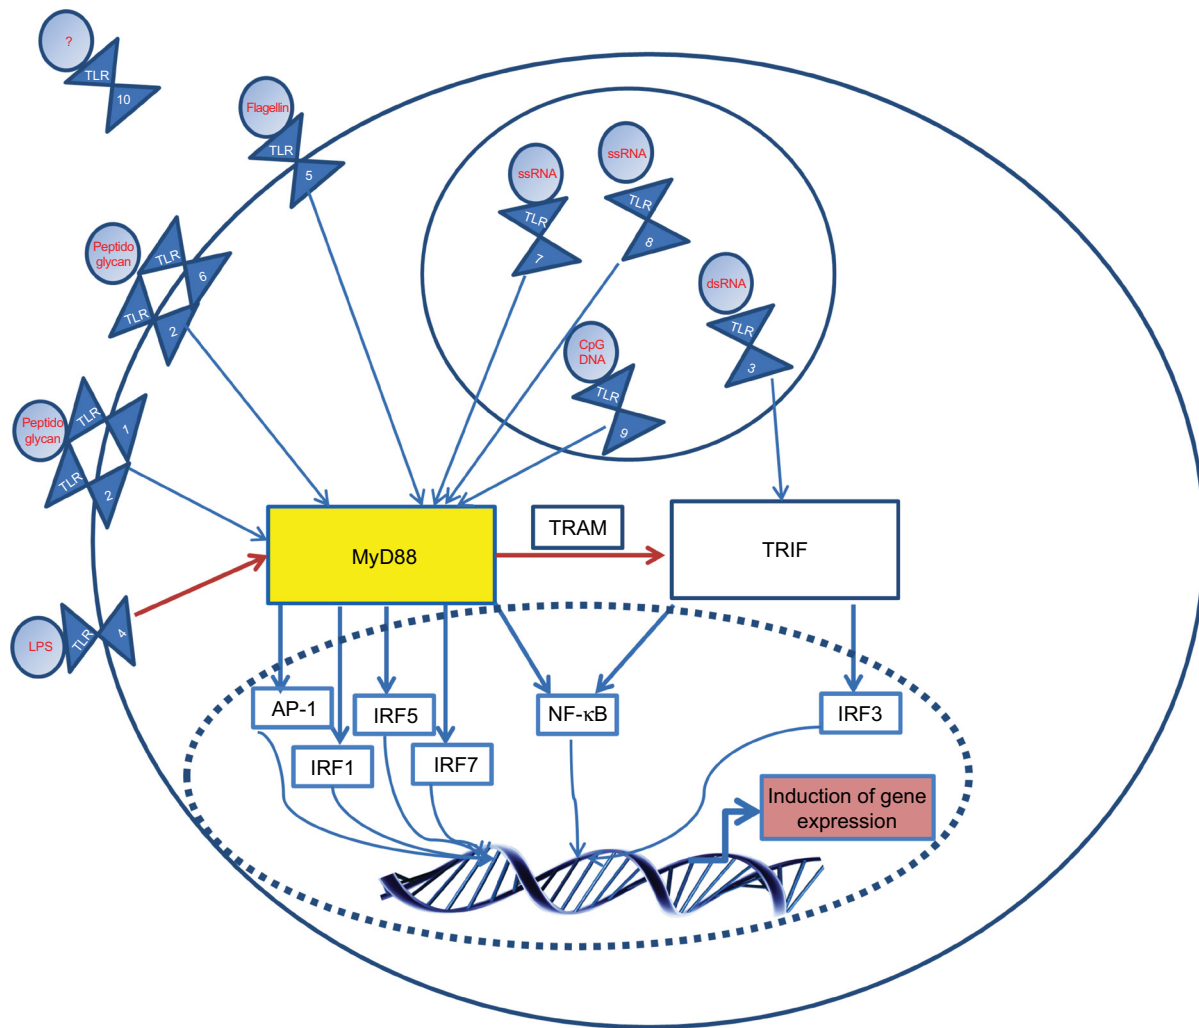 ?
TLR
10
Flagellin
TLR
5
ssRNA
TLR
7
ssRNA
TLR
8
Peptido
glycan
TLR
6
TLR
2
dsRNA
TLR
3
CpG
DNA
TLR
9
Peptido
glycan
TLR
1
TLR
2
LPS
TLR
4
MyD88
TRAM
TRIF
AP-1
IRF1
IRF5
IRF7
NF-κB
IRF3
Induction of gene
expression